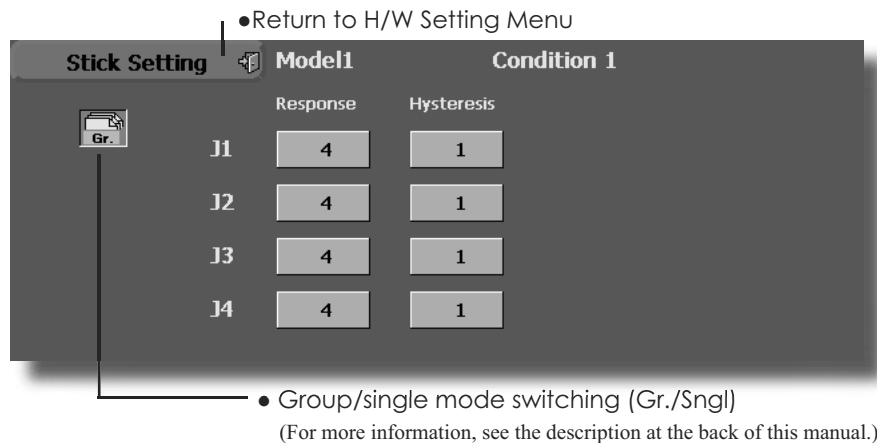 ●Return to H/W Setting Menu
Stick Setting Model1 Condition 1
Response Hysteresis
Gr.
J1 4 1
J2 4 1
J3 4 1
J4 4 1
● Group/single mode switching (Gr./Sngl)
(For more information, see the description at the back of this manual.)